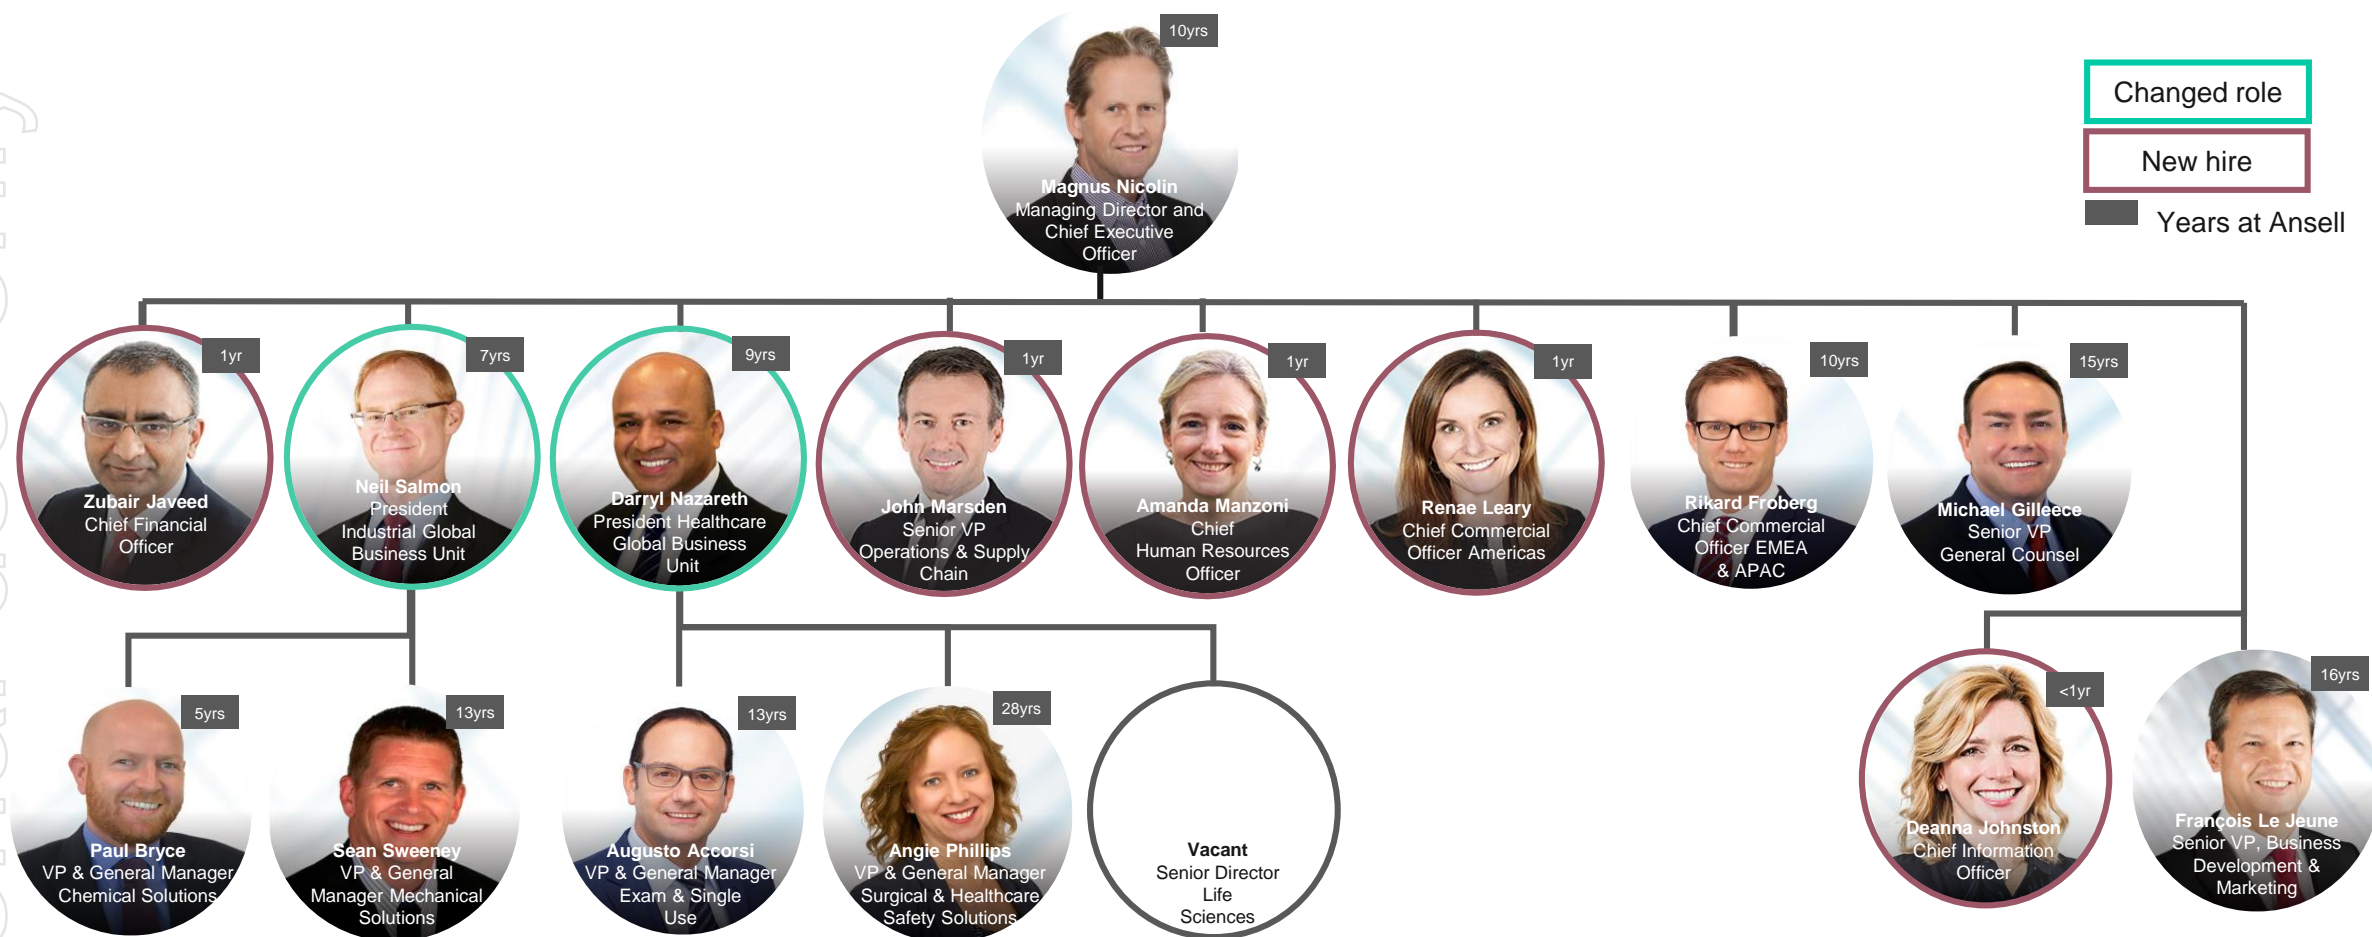 10yrs
Magnus Nicolin
Managing Director and
Chief Executive
Officer
Changed role
New hire
Years at Ansell
1yr
Zubair Javeed
Chief Financial
Officer
7yrs
Neil Salmon
President
Industrial Global
Business Unit
9yrs
Darryl Nazareth
President Healthcare
Global Business
Unit
1yr
John Marsden
Senior VP
Operations & Supply
Chain
1yr
Amanda Manzoni
Chief
Human Resources
Officer
1yr
Renae Leary
Chief Commercial
Officer Americas
10yrs
Rikard Froberg
Chief Commercial
Officer EMEA
& APAC
15yrs
Michael Gilleece
Senior VP
General Counsel
5yrs
Paul Bryce
VP & General Manager
Chemical Solutions
13yrs
Sean Sweeney
VP & General
Manager Mechanical
Solutions
13yrs
Augusto Accorsi
VP & General Manager
Exam & Single
Use
28yrs
Angie Phillips
VP & General Manager
Surgical & Healthcare
Safety Solutions
Vacant
Senior Director
Life
Sciences
<1yr
Deanna Johnston
Chief Information
Officer
16yrs
François Le Jeune
Senior VP, Business
Development &
Marketing